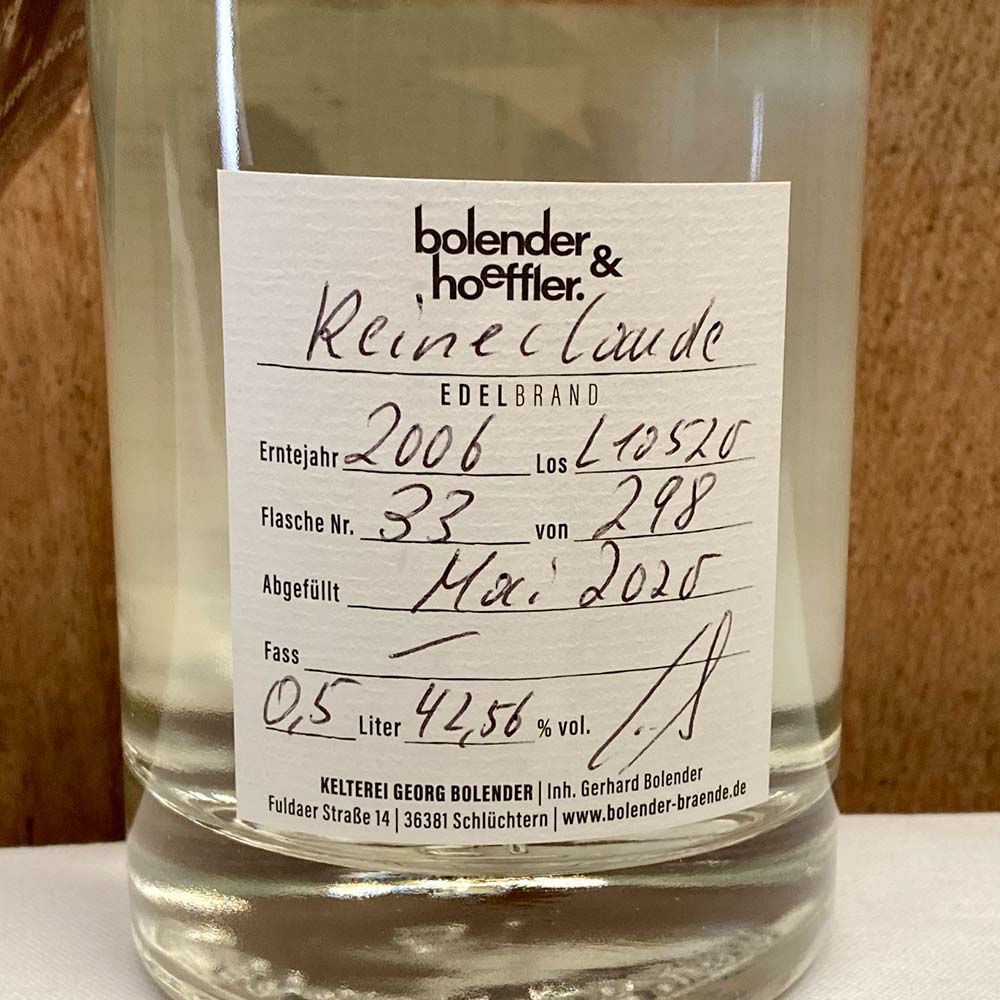 bolender &
hoeffler.
Reineclaude
EDELBRAND
Erntejahr 2006 Los L10520
Flasche Nr. 33 von 298
Abgefüllt Mai 2020
Fass –
0,5 Liter 42,56 % vol.
KELTEREI GEORG BOLENDER | Inh. Gerhard Bolender
Fuldaer Straße 14 | 36381 Schlüchtern | www.bolender-braende.de